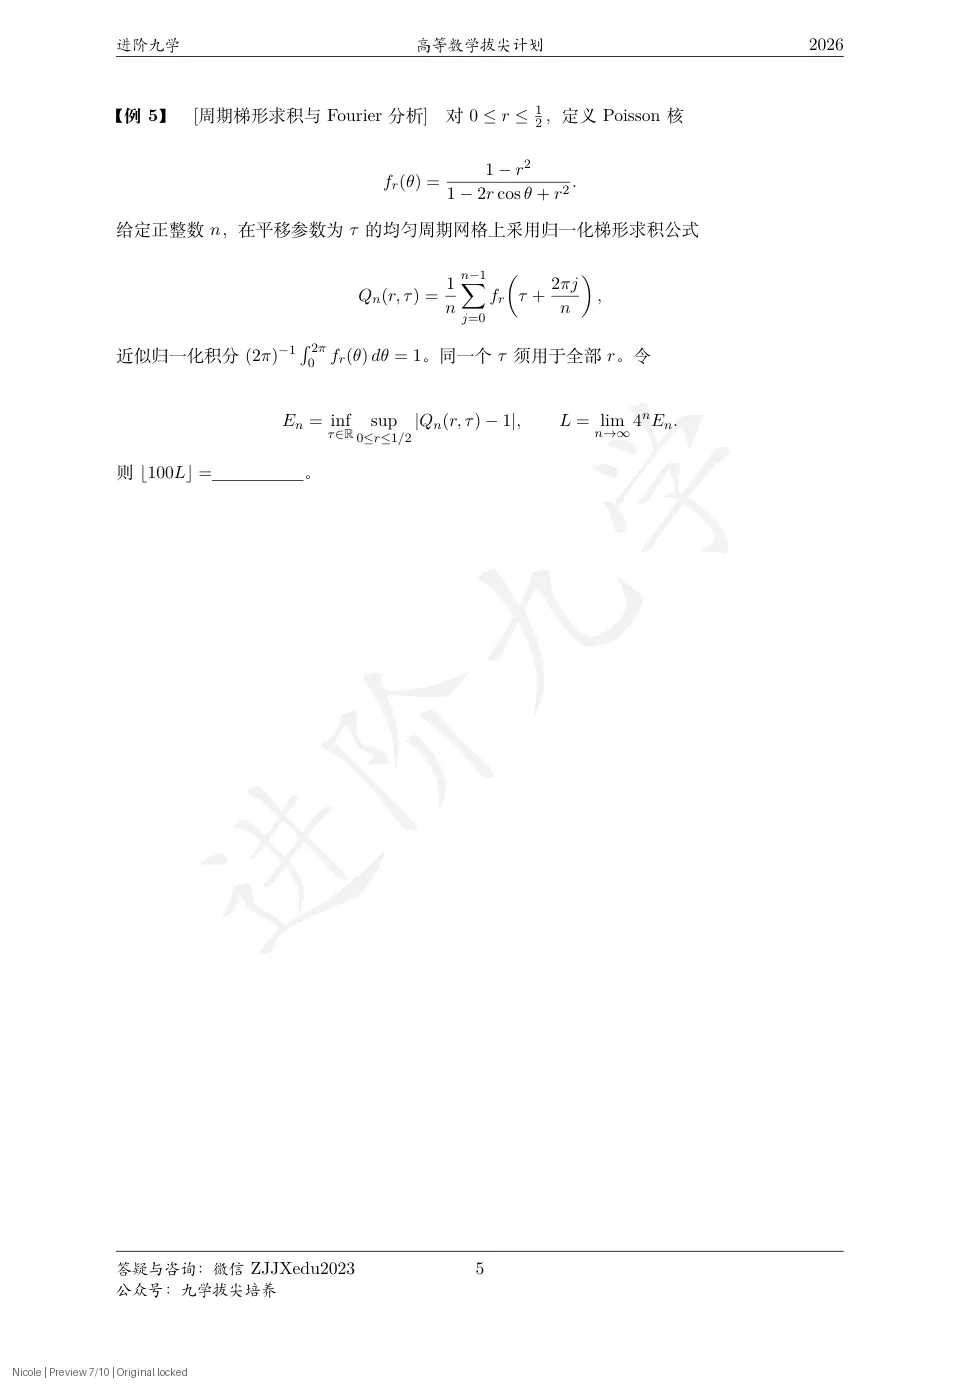 进阶九学 高等数学拔尖计划 2026
【例 5】 [周期梯形求积与 Fourier 分析] 对 0 ≤ r ≤ 1/2，定义 Poisson 核
f_r(θ) = (1 − r²) / (1 − 2r cos θ + r²).
给定正整数 n，在平移参数为 τ 的均匀周期网格上采用归一化梯形求积公式
Q_n(r, τ) = (1/n) ∑_{j=0}^{n−1} f_r(τ + 2πj/n),
近似归一化积分 (2π)^{−1} ∫_0^{2π} f_r(θ) dθ = 1。同一个 τ 须用于全部 r。令
E_n = inf_{τ∈ℝ} sup_{0≤r≤1/2} |Q_n(r, τ) − 1|, L = lim_{n→∞} 4^n E_n.
则 ⌊100L⌋ =__________。
进阶九学
答疑与咨询：微信 ZJJXedu2023 5
公众号：九学拔尖培养
Nicole | Preview 7/10 | Original locked